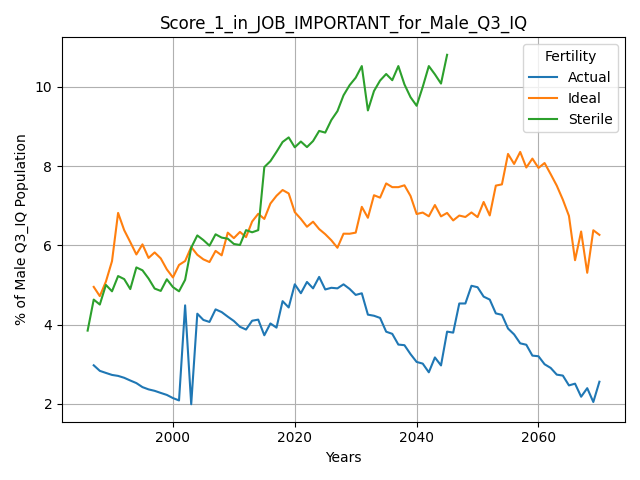 Score_1_in_JOB_IMPORTANT_for_Male_Q3_IQ
% of Male Q3_IQ Population
10
8
6
4
2
2000 2020 2040 2060
Years
Fertility
Actual
Ideal
Sterile